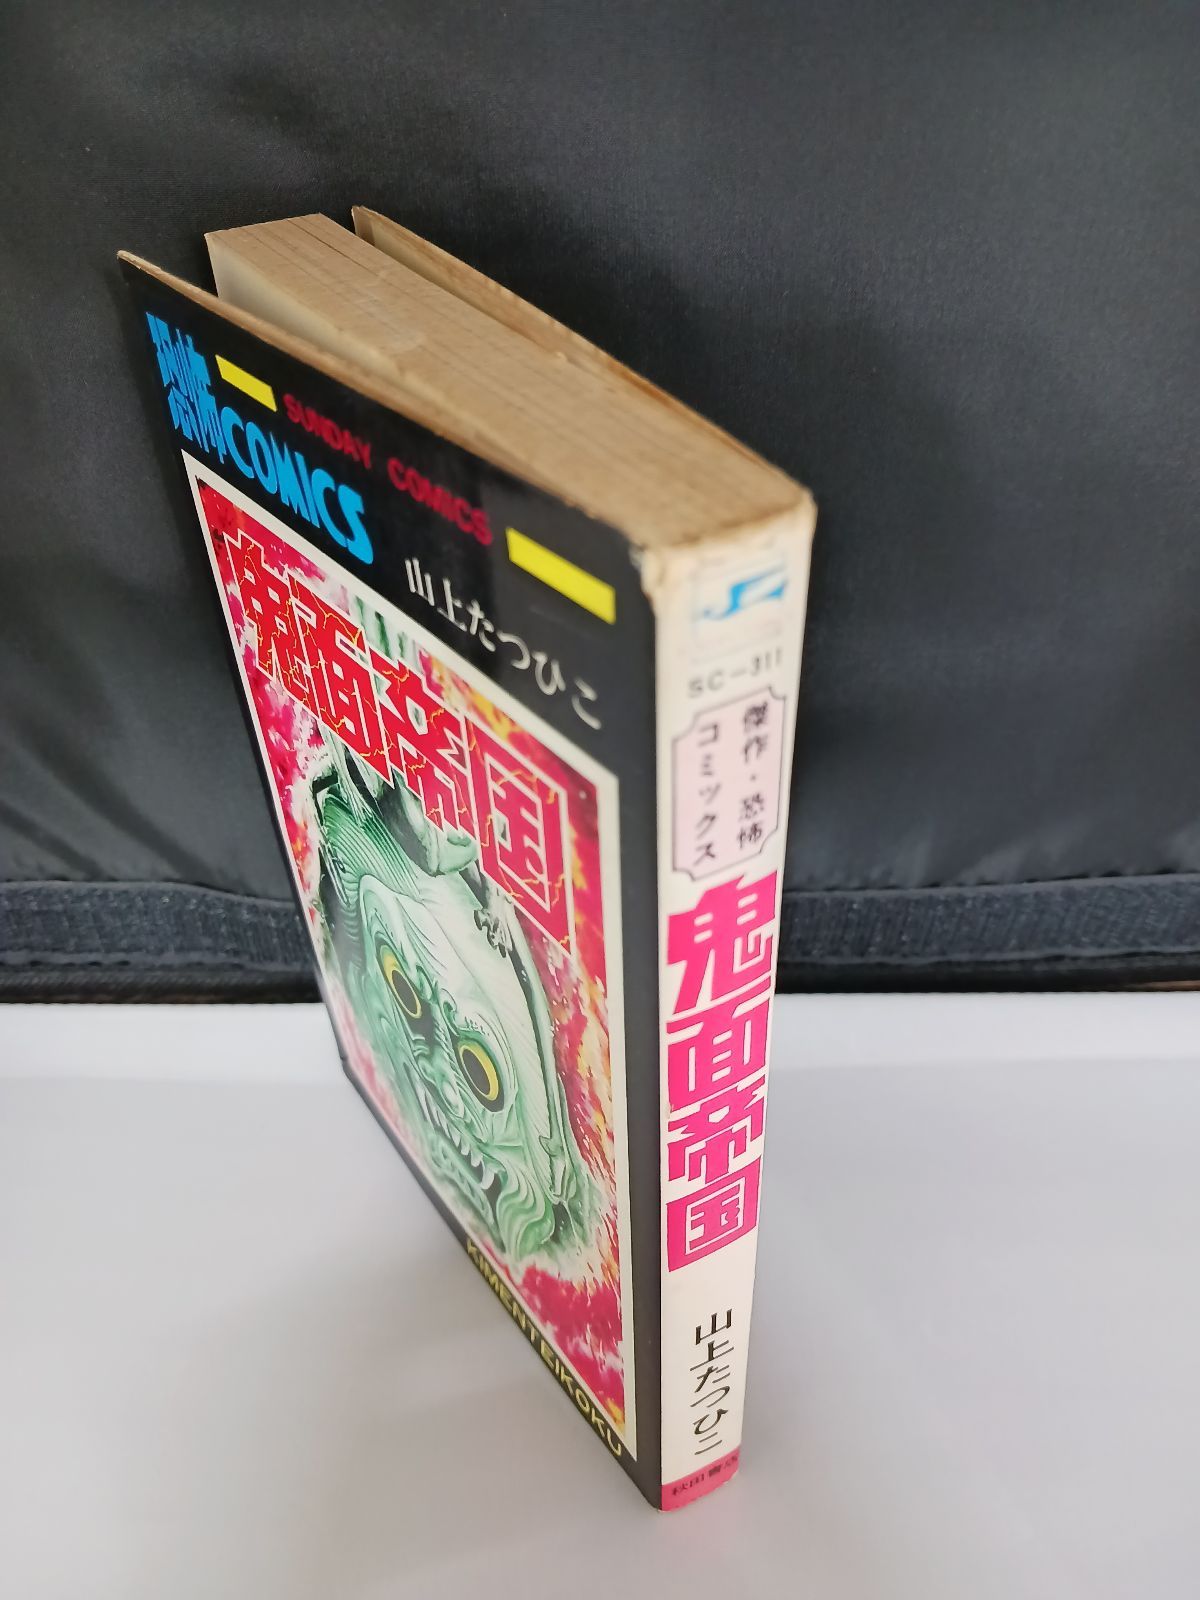 恐怖COMICS
SUNDAY COMICS
山上たつひこ
鬼面帝国
KIMENTEIKOKU
SC-311
傑作・恐怖
コミックス
鬼面帝国
山上たつひこ
秋田書店